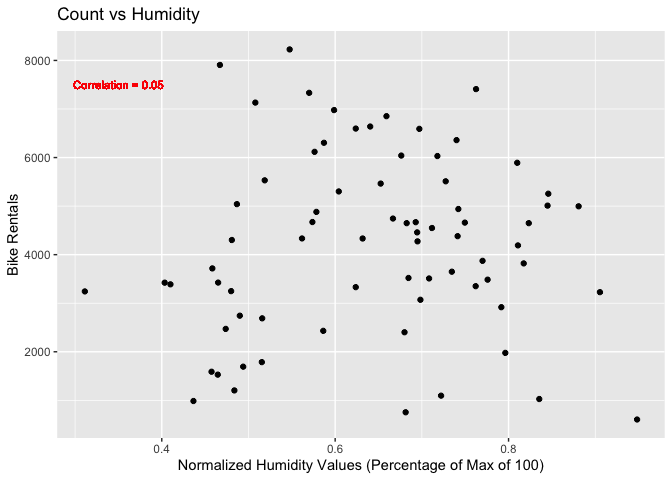 Count vs Humidity
8000
Correlation = 0.05
6000
Bike Rentals
4000
2000
0.4 0.6 0.8
Normalized Humidity Values (Percentage of Max of 100)